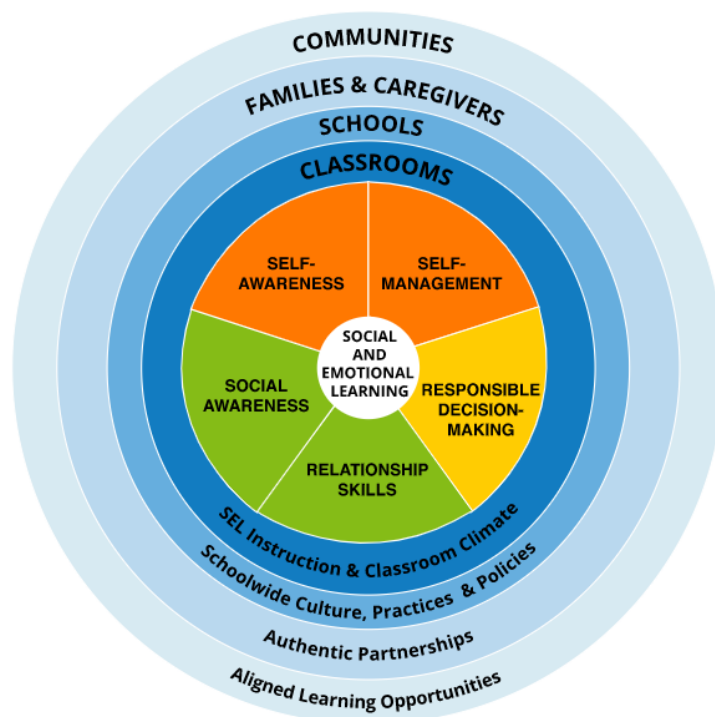 COMMUNITIES
FAMILIES & CAREGIVERS
SCHOOLS
CLASSROOMS
SELF-
AWARENESS
SELF-
MANAGEMENT
SOCIAL
AND
EMOTIONAL
LEARNING
SOCIAL
AWARENESS
RESPONSIBLE
DECISION-
MAKING
RELATIONSHIP
SKILLS
SEL Instruction & Classroom Climate
Schoolwide Culture, Practices & Policies
Authentic Partnerships
Aligned Learning Opportunities